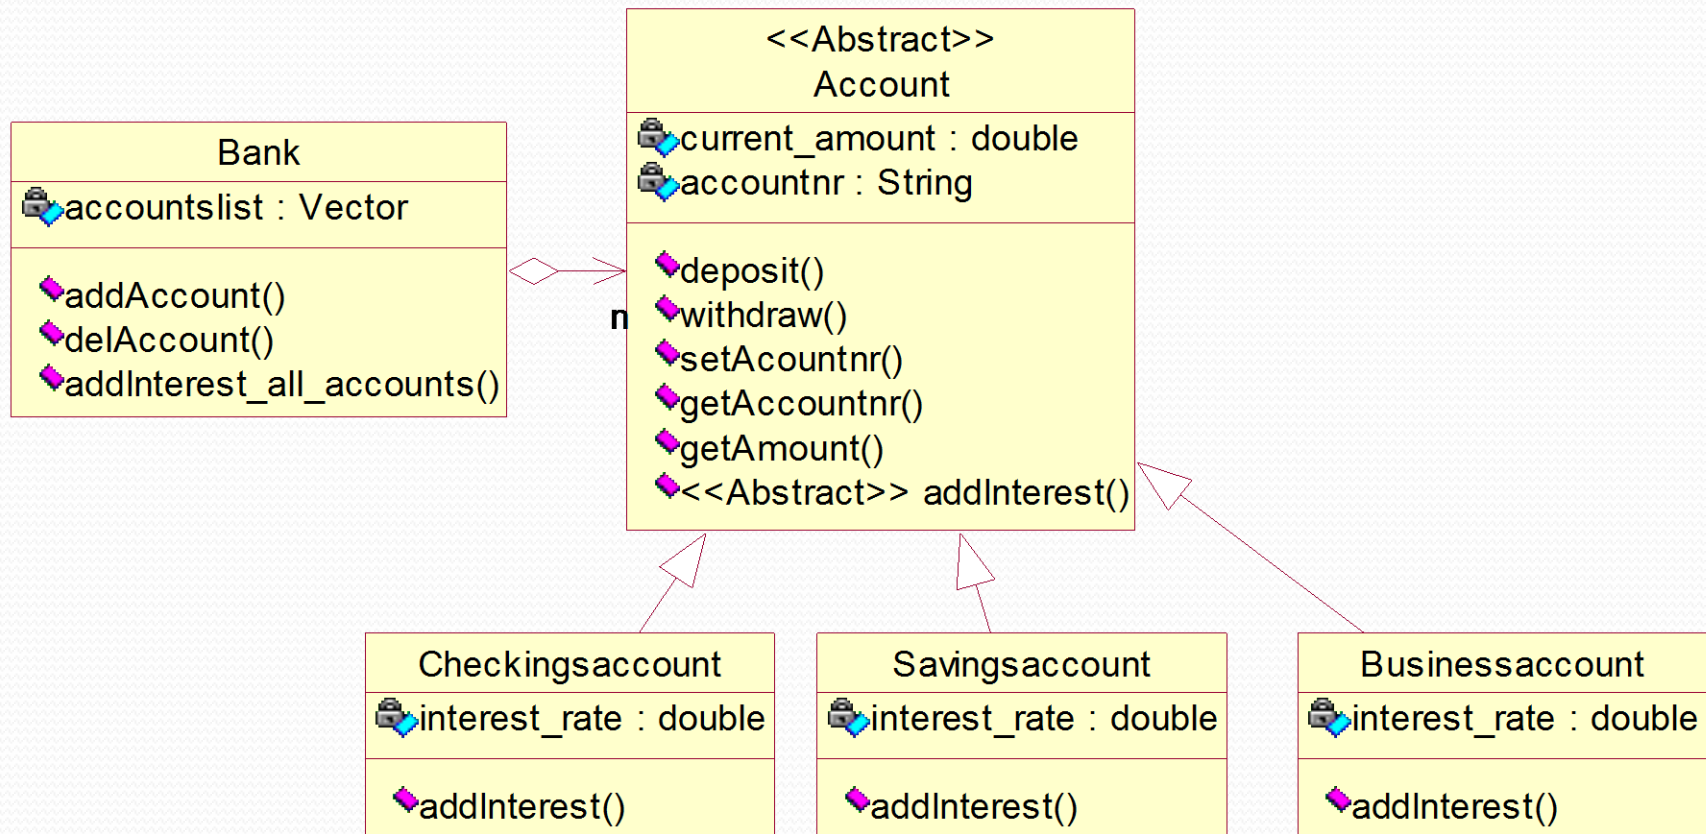 <<Abstract>>
Account
current_amount : double
accountnr : String
deposit()
withdraw()
setAcountnr()
getAccountnr()
getAmount()
<<Abstract>> addInterest()
Bank
accountslist : Vector
addAccount()
delAccount()
addInterest_all_accounts()
n
Checkingsaccount
interest_rate : double
addInterest()
Savingsaccount
interest_rate : double
addInterest()
Businessaccount
interest_rate : double
addInterest()